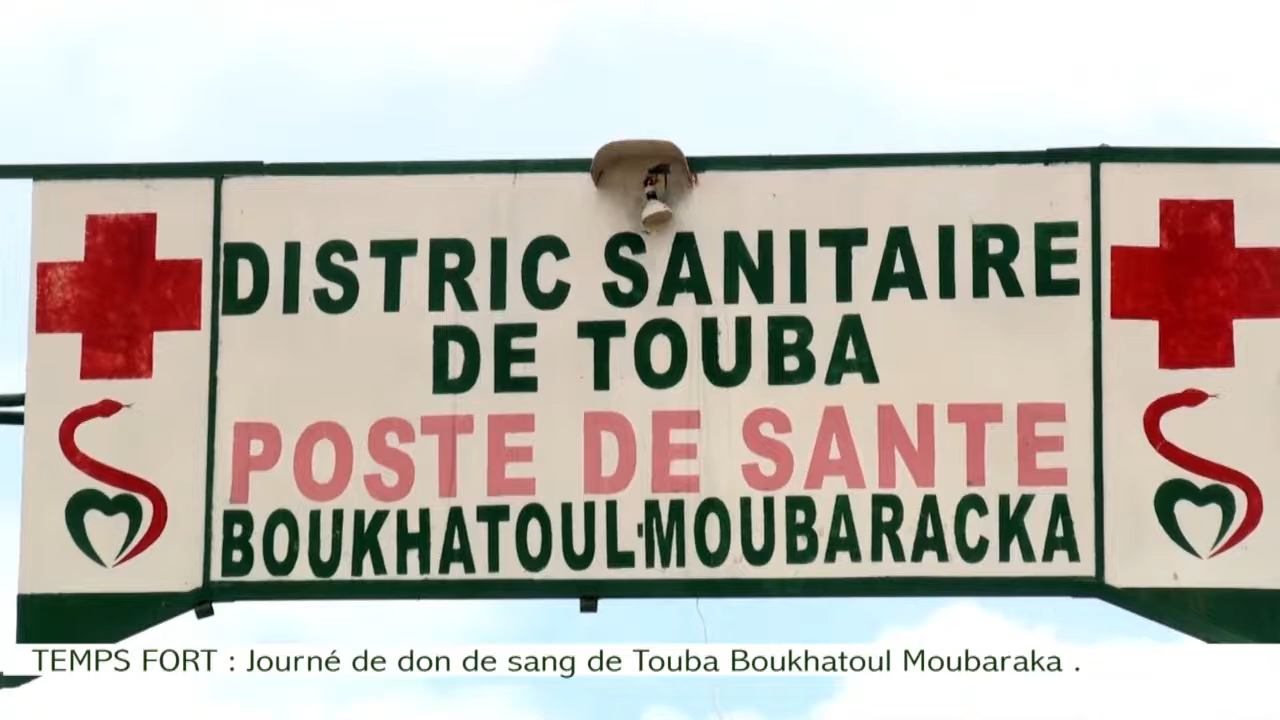 DISTRIC SANITAIRE
DE TOUBA
POSTE DE SANTE
BOUKHATOUL-MOUBARACKA
TEMPS FORT : Journé de don de sang de Touba Boukhatoul Moubaraka .